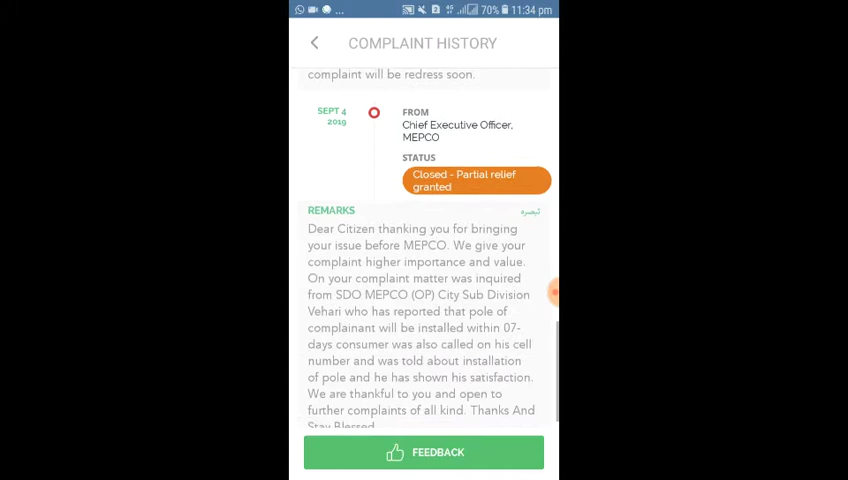 ... 70% 11:34 pm
COMPLAINT HISTORY
complaint will be redress soon.
SEPT 4
2019
FROM
Chief Executive Officer,
MEPCO
STATUS
Closed - Partial relief
granted
REMARKS تبصره
Dear Citizen thanking you for bringing
your issue before MEPCO. We give your
complaint higher importance and value.
On your complaint matter was inquired
from SDO MEPCO (OP) City Sub Division
Vehari who has reported that pole of
complainant will be installed within 07-
days consumer was also called on his cell
number and was told about installation
of pole and he has shown his satisfaction.
We are thankful to you and open to
further complaints of all kind. Thanks And
Stay Blessed
FEEDBACK